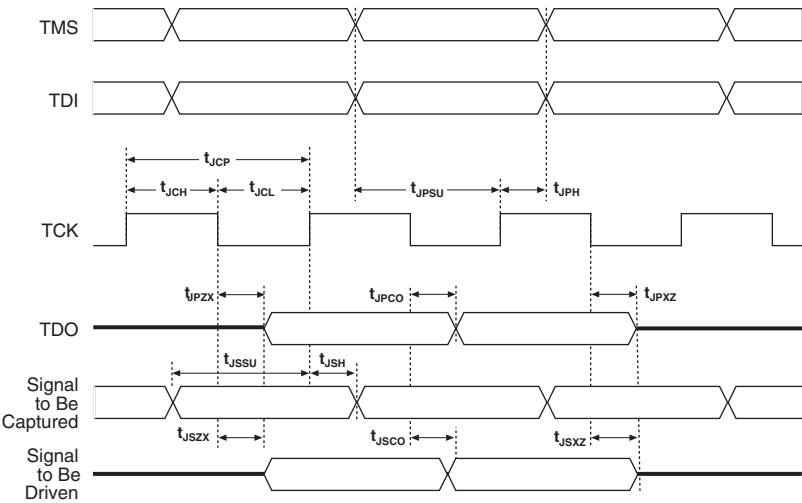 TMS
TDI
tJCP
tJCH
tJCL
tJPSU
tJPH
TCK
tJPZX
tJPCO
tJPXZ
TDO
tJSSU
tJSH
Signal
to Be
Captured
tJSZX
tJSCO
tJSXZ
Signal
to Be
Driven